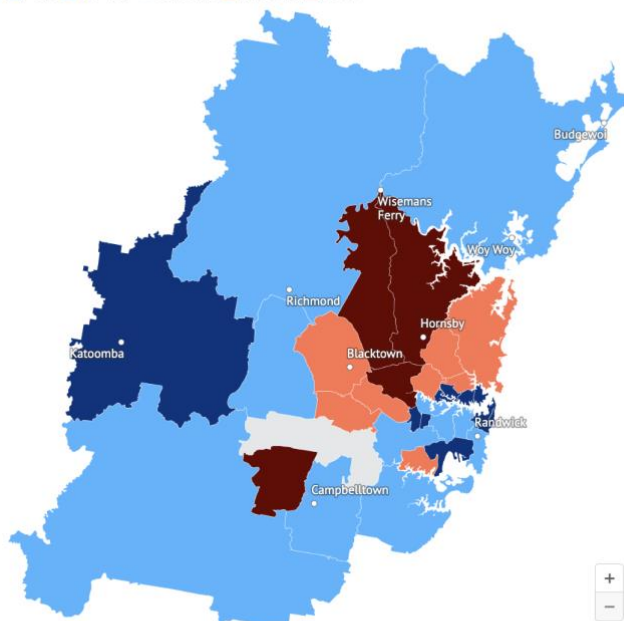 Budgewoi
Wisemans
Ferry
Woy Woy
Richmond
Hornsby
Katoomba
Blacktown
Randwick
Campbelltown
+
−